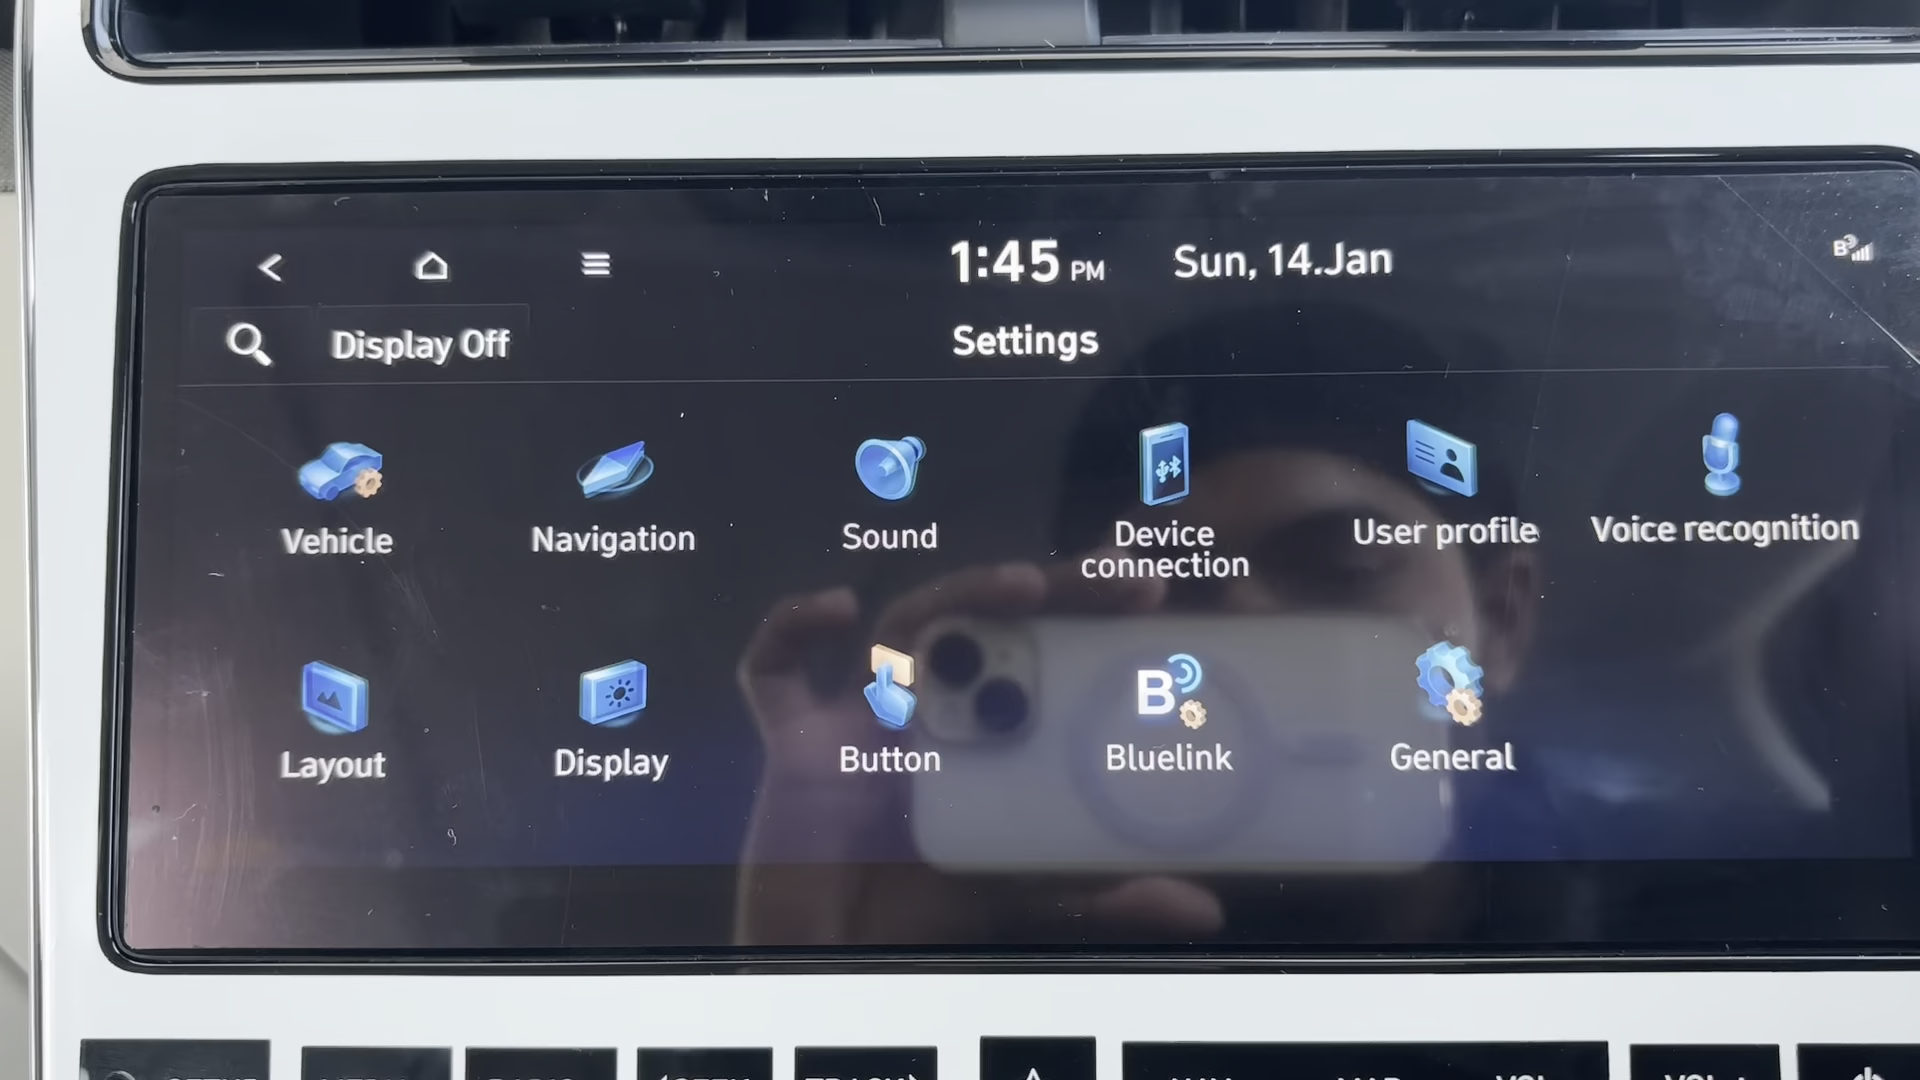 1:45 PM Sun, 14.Jan
Display Off Settings
Vehicle Navigation Sound Device connection User profile Voice recognition
Layout Display Button Bluelink General